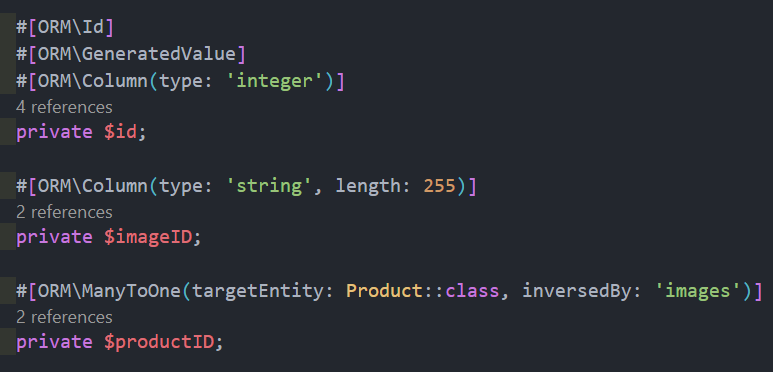 #[ORM\Id]
#[ORM\GeneratedValue]
#[ORM\Column(type: 'integer')]
4 references
private $id;
#[ORM\Column(type: 'string', length: 255)]
2 references
private $imageID;
#[ORM\ManyToOne(targetEntity: Product::class, inversedBy: 'images')]
2 references
private $productID;